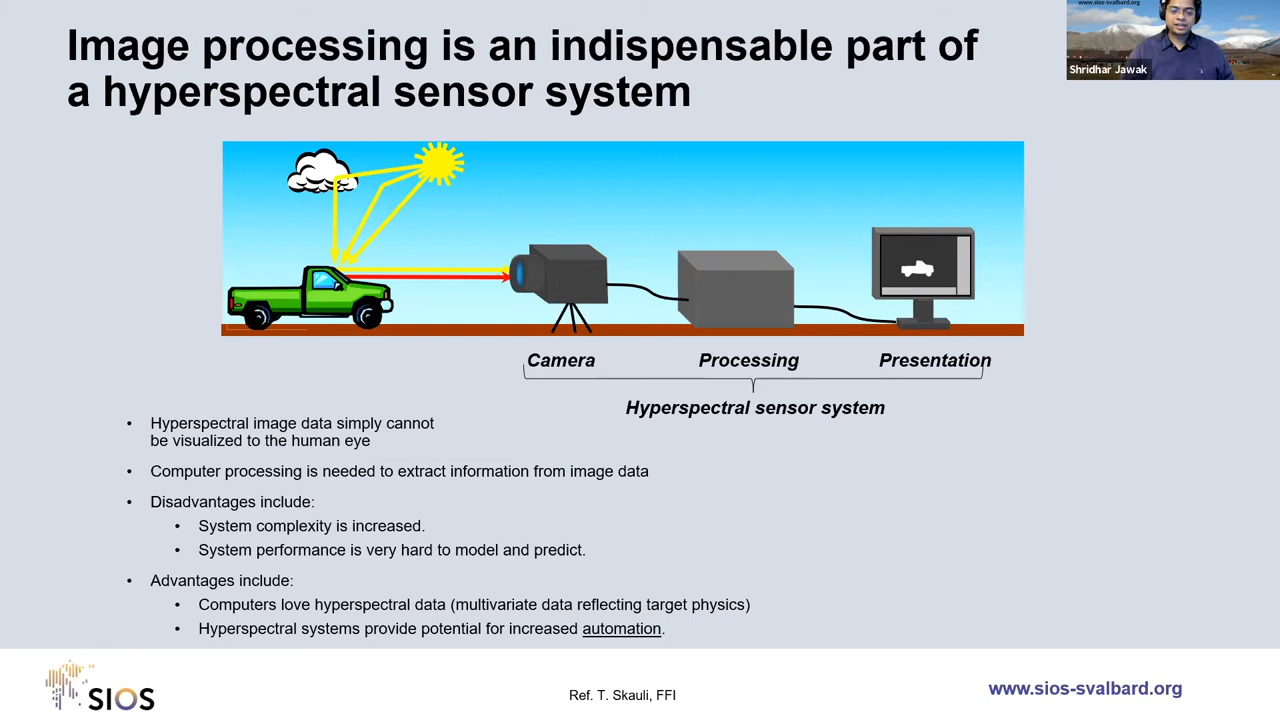 Image processing is an indispensable part of
a hyperspectral sensor system
www.sios-svalbard.org
Shridhar Jawak
Camera
Processing
Presentation
Hyperspectral sensor system
• Hyperspectral image data simply cannot
be visualized to the human eye
• Computer processing is needed to extract information from image data
• Disadvantages include:
• System complexity is increased.
• System performance is very hard to model and predict.
• Advantages include:
• Computers love hyperspectral data (multivariate data reflecting target physics)
• Hyperspectral systems provide potential for increased automation.
SIOS
Ref. T. Skauli, FFI
www.sios-svalbard.org